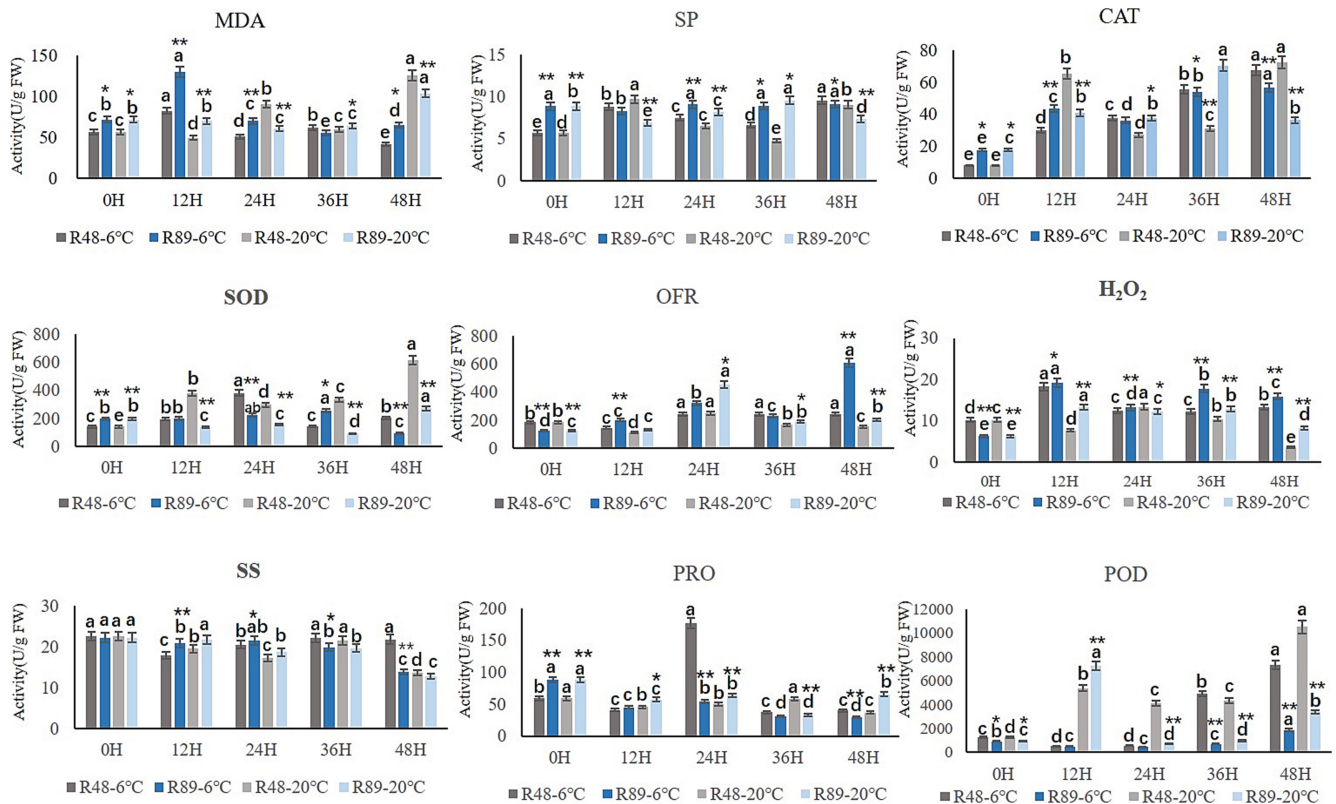 MDA
Activity(U/g FW)
150
100
50
0
c * b c * b
c ** a d ** b
d ** c b ** c
b e c * c
e * d a ** a
0H 12H 24H 36H 48H
R48-6℃ R89-6℃ R48-20℃ R89-20℃
SP
Activity(U/g FW)
15
10
5
0
e ** a d ** b
b c a ** e
c ** a d ** c
d * a e * a
a * a b ** d
0H 12H 24H 36H 48H
R48-6℃ R89-6℃ R48-20℃ R89-20℃
CAT
Activity(U/g FW)
80
60
40
20
0
e * e e * c
d ** c b ** b
c d d * b
b * b ** c a
a ** a a ** b
0H 12H 24H 36H 48H
R48-6℃ R89-6℃ R48-20℃ R89-20℃
SOD
Activity(U/g FW)
800
600
400
200
0
c ** b e ** b
b b b ** c
a ** ab d ** c
c * a c ** d
b ** c a ** a
0H 12H 24H 36H 48H
R48-6℃ R89-6℃ R48-20℃ R89-20℃
OFR
Activity(U/g FW)
800
600
400
200
0
b ** d b ** c
c ** c d c
a b a * a
a c c * b
a ** a c ** b
0H 12H 24H 36H 48H
R48-6℃ R89-6℃ R48-20℃ R89-20℃
H₂O₂
Activity(U/g FW)
30
20
10
0
d ** d c ** e
a * a d ** a
c ** d a * c
c ** b b ** b
b ** c e ** d
0H 12H 24H 36H 48H
R48-6℃ R89-6℃ R48-20℃ R89-20℃
SS
Activity(U/g FW)
30
20
10
0
a a a a
c ** b b a
b * ab c b
a * b a b
a ** c d c
0H 12H 24H 36H 48H
R48-6℃ R89-6℃ R48-20℃ R89-20℃
PRO
Activity(U/g FW)
200
150
100
50
0
b ** a a ** a
c c b * c
a ** b b ** b
c d a ** d
c ** d c ** b
0H 12H 24H 36H 48H
R48-6℃ R89-6℃ R48-20℃ R89-20℃
POD
Activity(U/g FW)
12000
10000
8000
6000
4000
2000
0
c * b d * c
d c b ** a
d d c ** d
b ** c c ** d
a ** a a ** b
0H 12H 24H 36H 48H
R48-6℃ R89-6℃ R48-20℃ R89-20℃